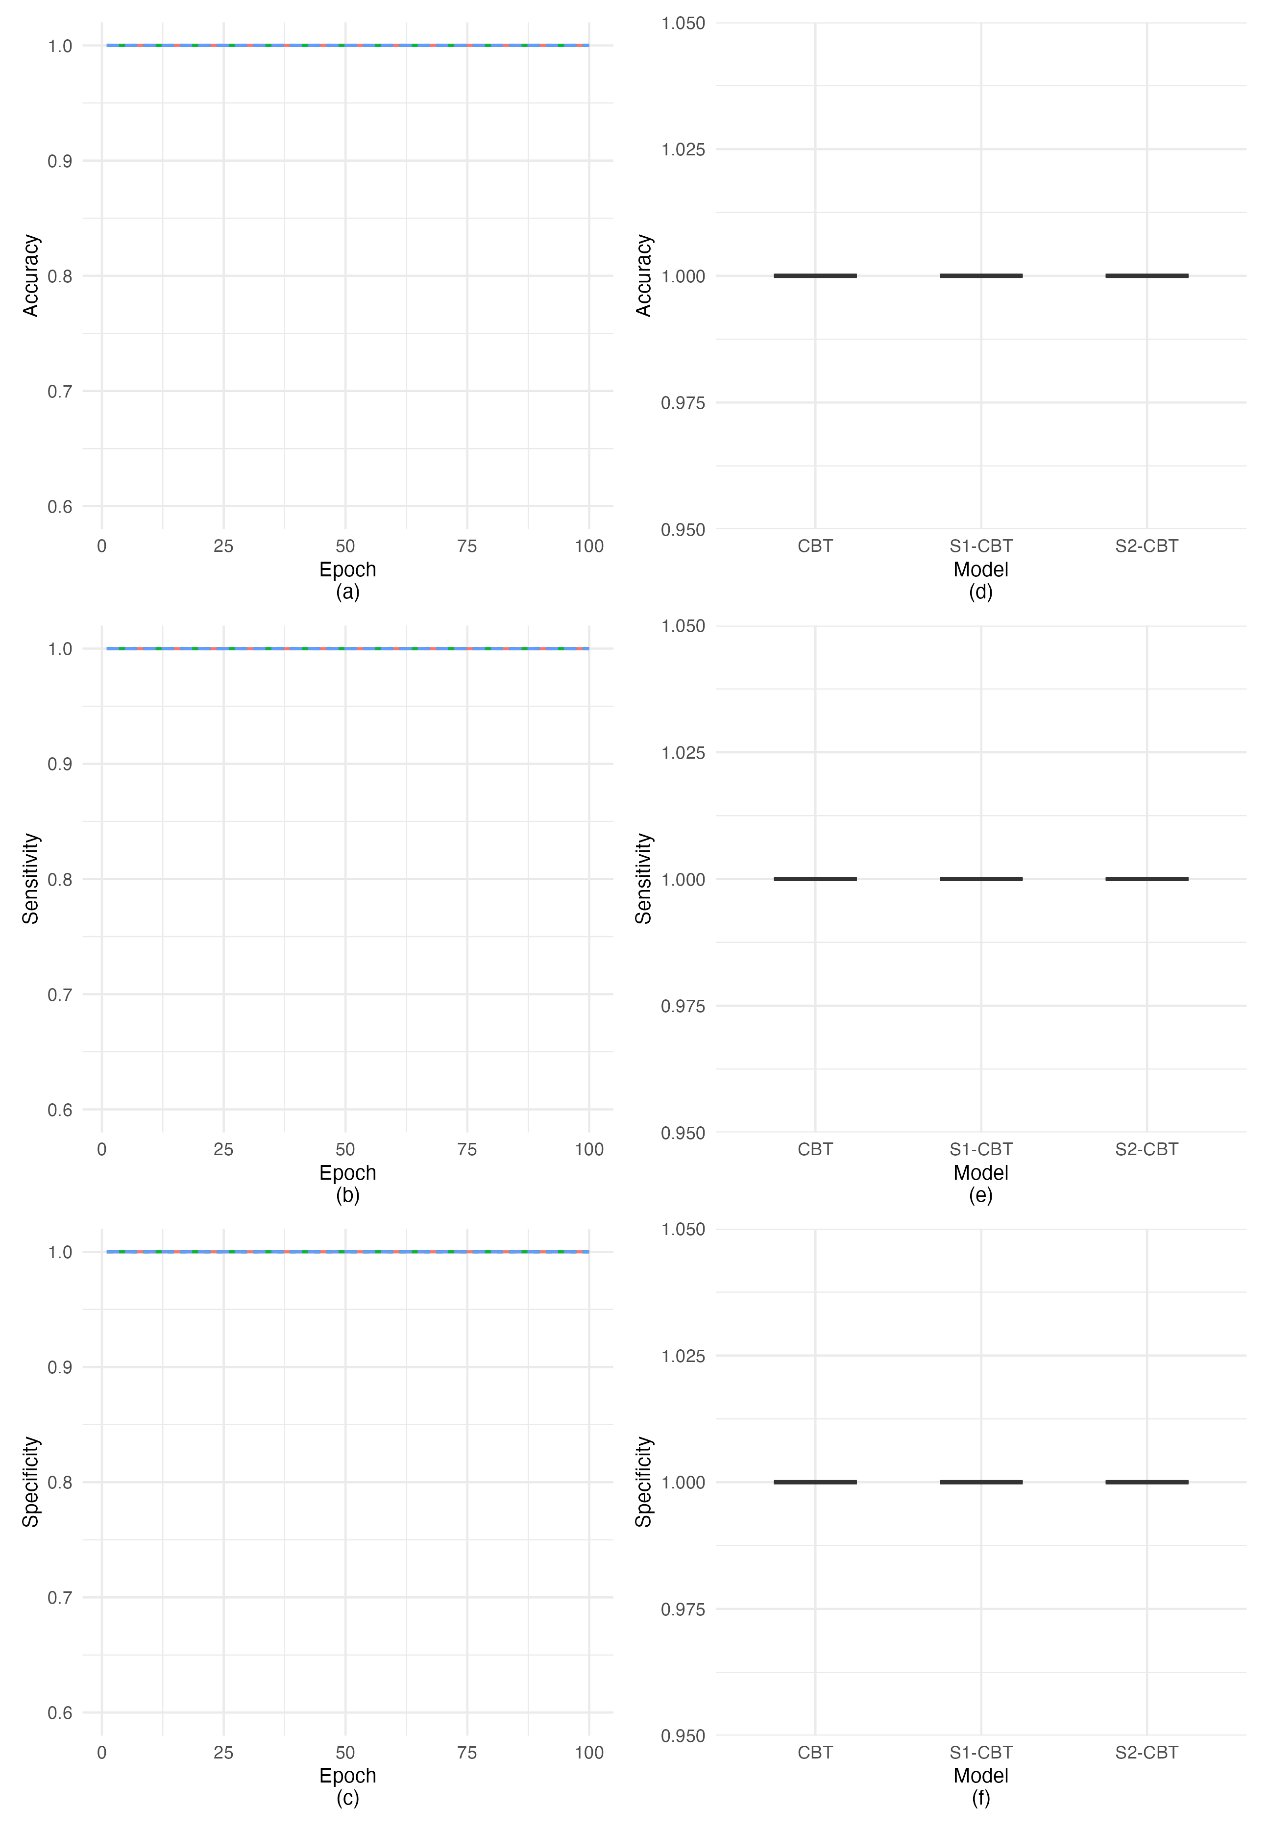 1.0
0.9
0.8
0.7
0.6
Accuracy
0 25 50 75 100
Epoch
(a)
1.050
1.025
1.000
0.975
0.950
Accuracy
CBT S1-CBT S2-CBT
Model
(d)
1.0
0.9
0.8
0.7
0.6
Sensitivity
0 25 50 75 100
Epoch
(b)
1.050
1.025
1.000
0.975
0.950
Sensitivity
CBT S1-CBT S2-CBT
Model
(e)
1.0
0.9
0.8
0.7
0.6
Specificity
0 25 50 75 100
Epoch
(c)
1.050
1.025
1.000
0.975
0.950
Specificity
CBT S1-CBT S2-CBT
Model
(f)